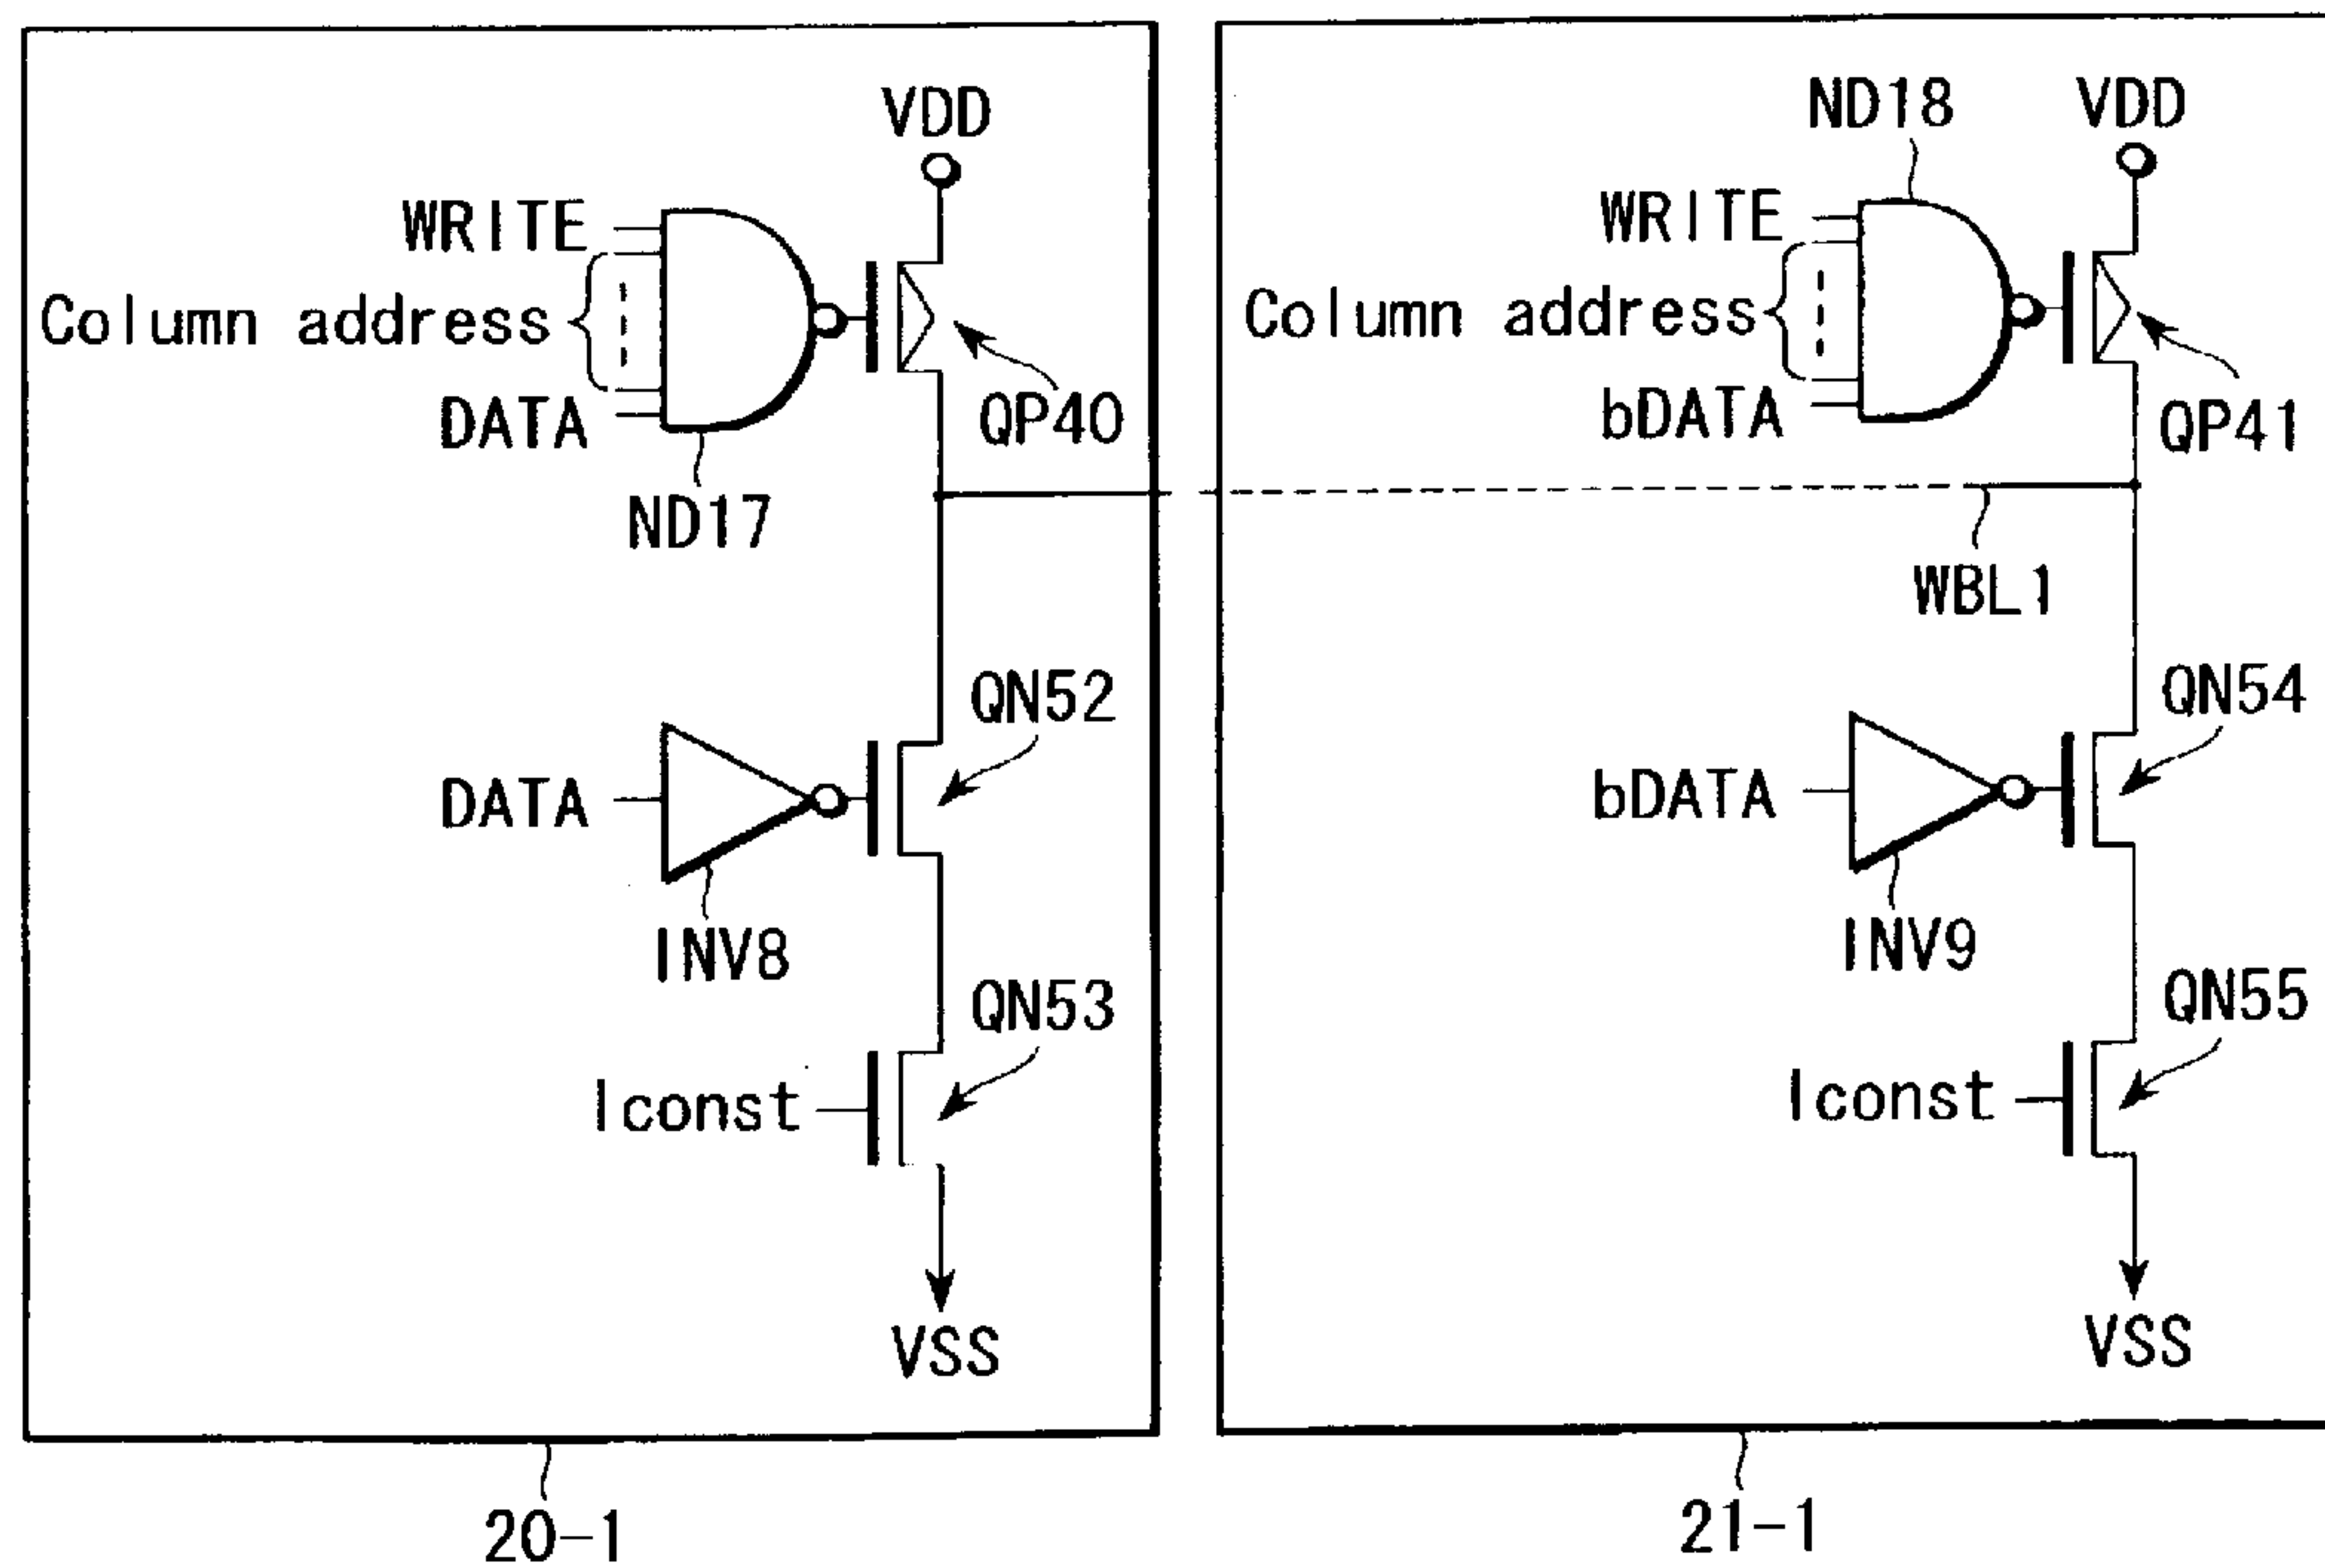 VDD
WRITE
Column address
DATA
QP40
ND17
QN52
DATA
INV8
QN53
Iconst
VSS
20-1
ND18
VDD
WRITE
Column address
bDATA
QP41
WBL1
QN54
bDATA
INV9
QN55
Iconst
VSS
21-1